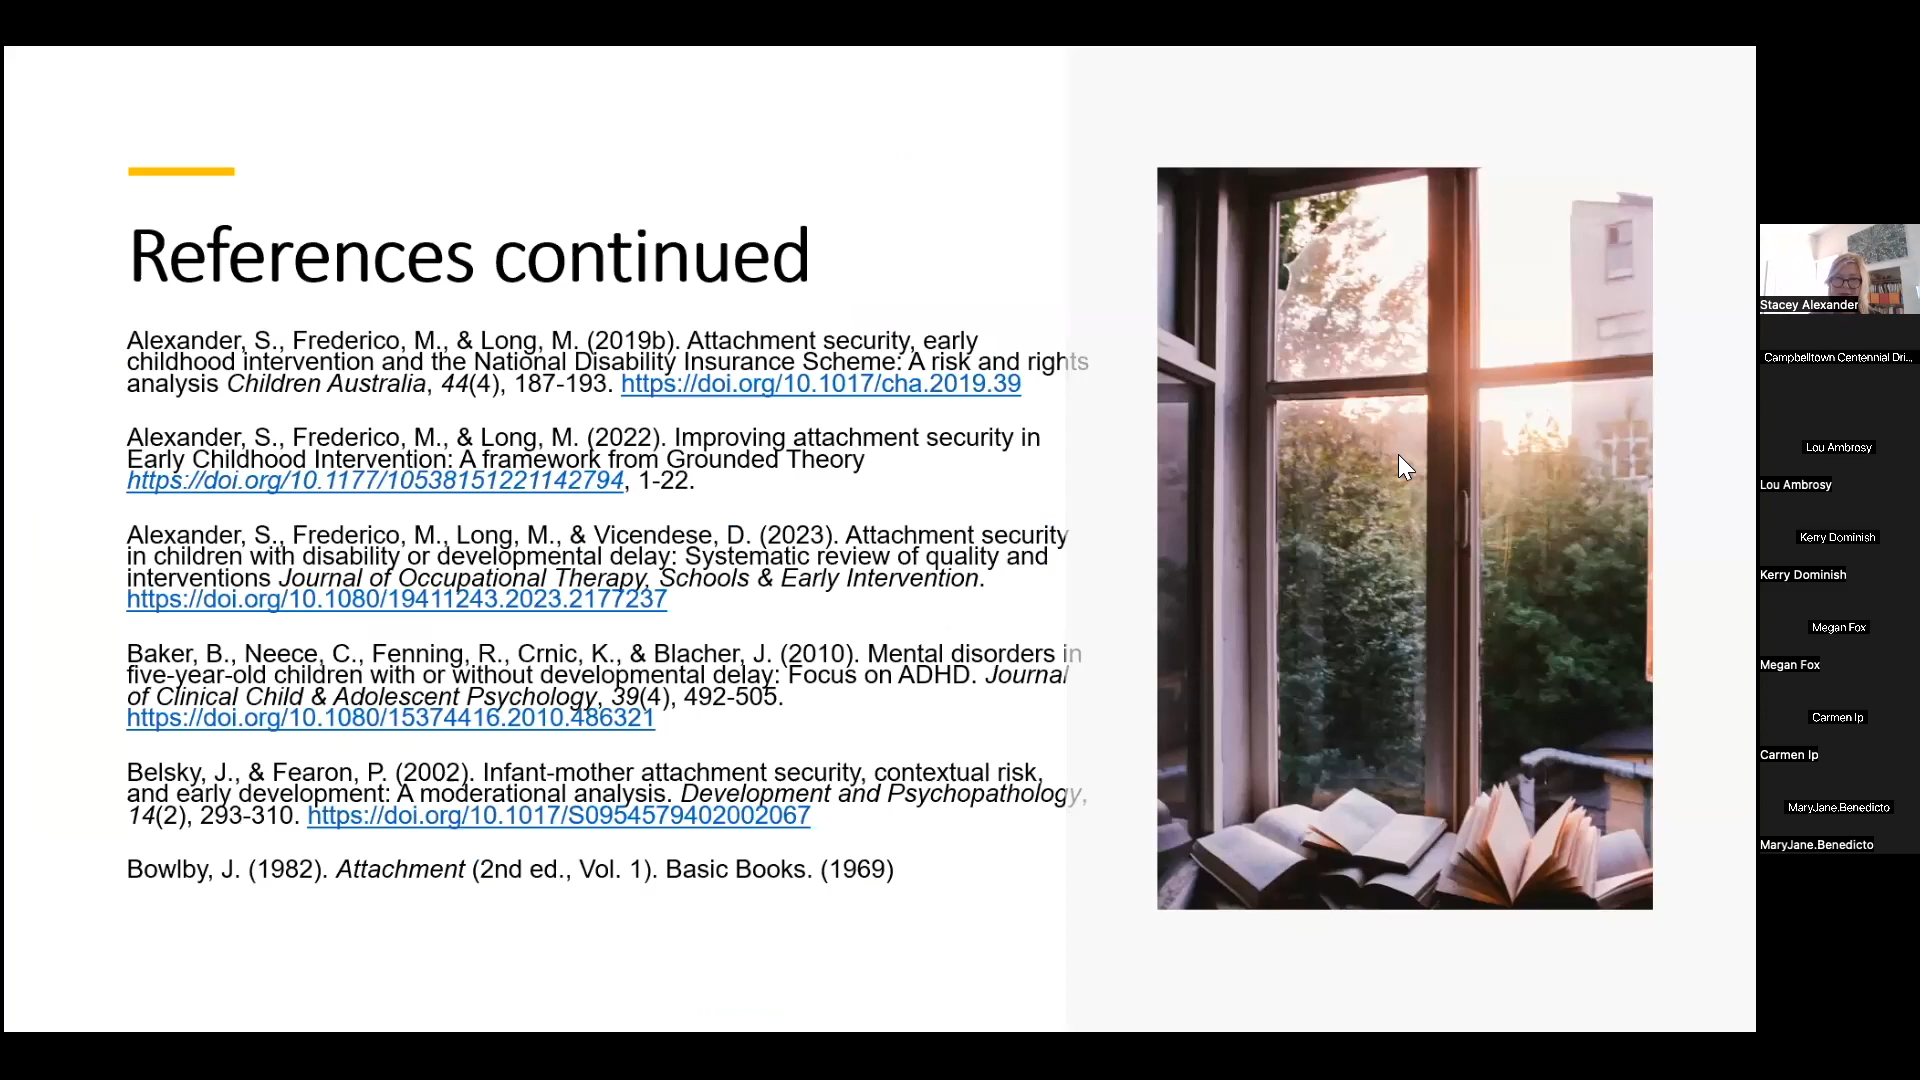 References continued
Alexander, S., Frederico, M., & Long, M. (2019b). Attachment security, early
childhood intervention and the National Disability Insurance Scheme: A risk and rights
analysis Children Australia, 44(4), 187-193. https://doi.org/10.1017/cha.2019.39
Alexander, S., Frederico, M., & Long, M. (2022). Improving attachment security in
Early Childhood Intervention: A framework from Grounded Theory
https://doi.org/10.1177/10538151221142794, 1-22.
Alexander, S., Frederico, M., Long, M., & Vicendese, D. (2023). Attachment security
in children with disability or developmental delay: Systematic review of quality and
interventions Journal of Occupational Therapy, Schools & Early Intervention.
https://doi.org/10.1080/19411243.2023.2177237
Baker, B., Neece, C., Fenning, R., Crnic, K., & Blacher, J. (2010). Mental disorders in
five-year-old children with or without developmental delay: Focus on ADHD. Journal
of Clinical Child & Adolescent Psychology, 39(4), 492-505.
https://doi.org/10.1080/15374416.2010.486321
Belsky, J., & Fearon, P. (2002). Infant-mother attachment security, contextual risk,
and early development: A moderational analysis. Development and Psychopathology,
14(2), 293-310. https://doi.org/10.1017/S0954579402002067
Bowlby, J. (1982). Attachment (2nd ed., Vol. 1). Basic Books. (1969)
Stacey Alexander
Campbelltown Centennial Dri...
Lou Ambrosy
Lou Ambrosy
Kerry Dominish
Kerry Dominish
Megan Fox
Megan Fox
Carmen Ip
Carmen Ip
MaryJane.Benedicto
MaryJane.Benedicto